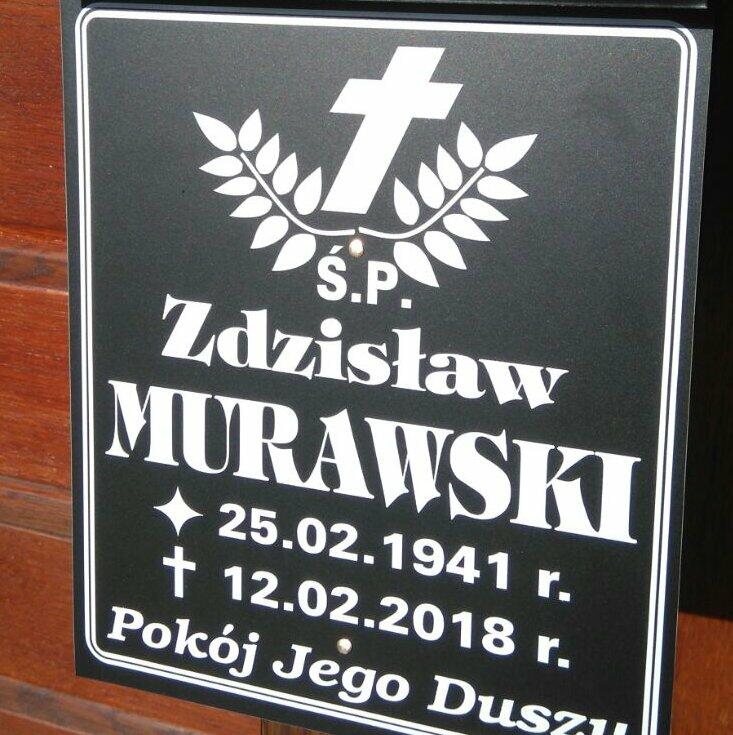 Ś.P.
Zdzisław
MURAWSKI
25.02.1941 r.
12.02.2018 r.
Pokój Jego Duszy